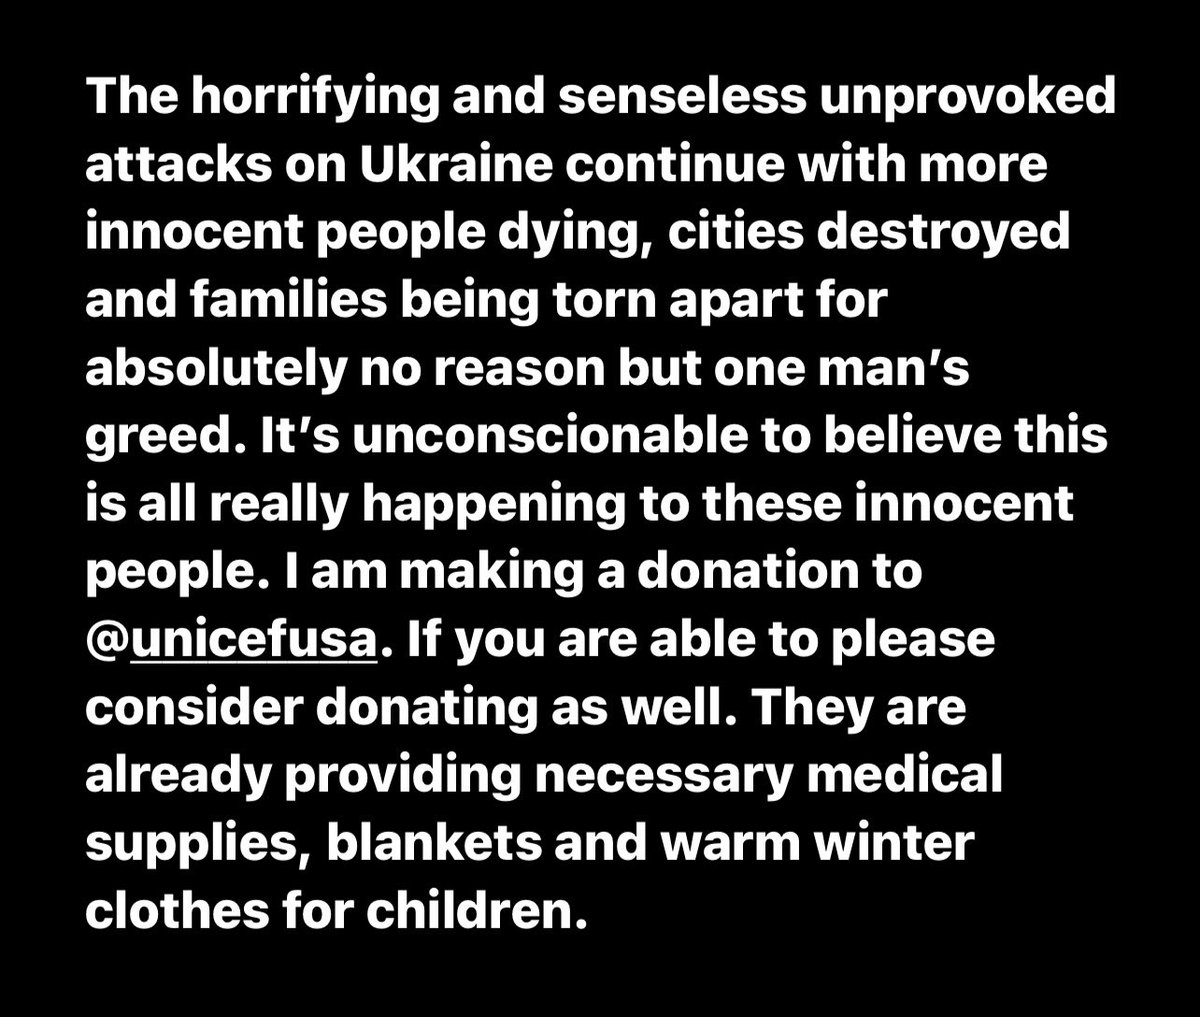 The horrifying and senseless unprovoked
attacks on Ukraine continue with more
innocent people dying, cities destroyed
and families being torn apart for
absolutely no reason but one man’s
greed. It’s unconscionable to believe this
is all really happening to these innocent
people. I am making a donation to
@unicefusa. If you are able to please
consider donating as well. They are
already providing necessary medical
supplies, blankets and warm winter
clothes for children.